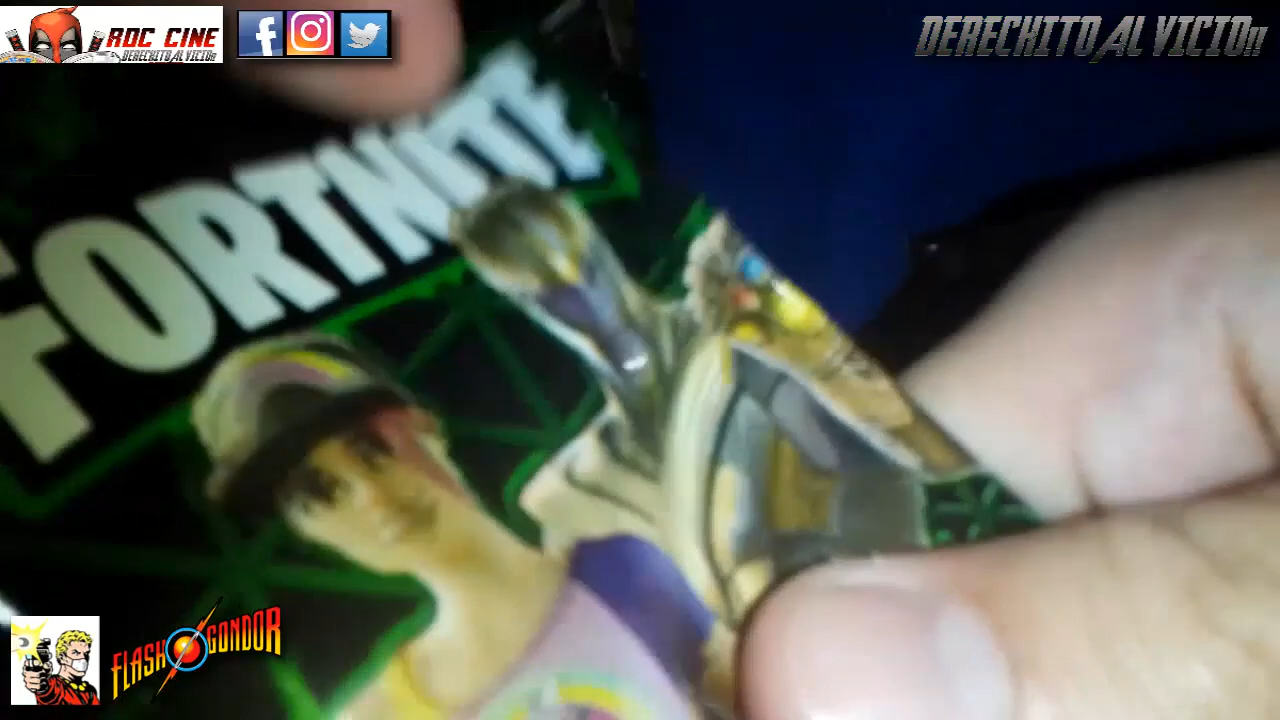 ROC CINE
DERECHITO AL VICIO!!
DERECHITO AL VICIO!!
FORTNITE
FLASH GONDOR